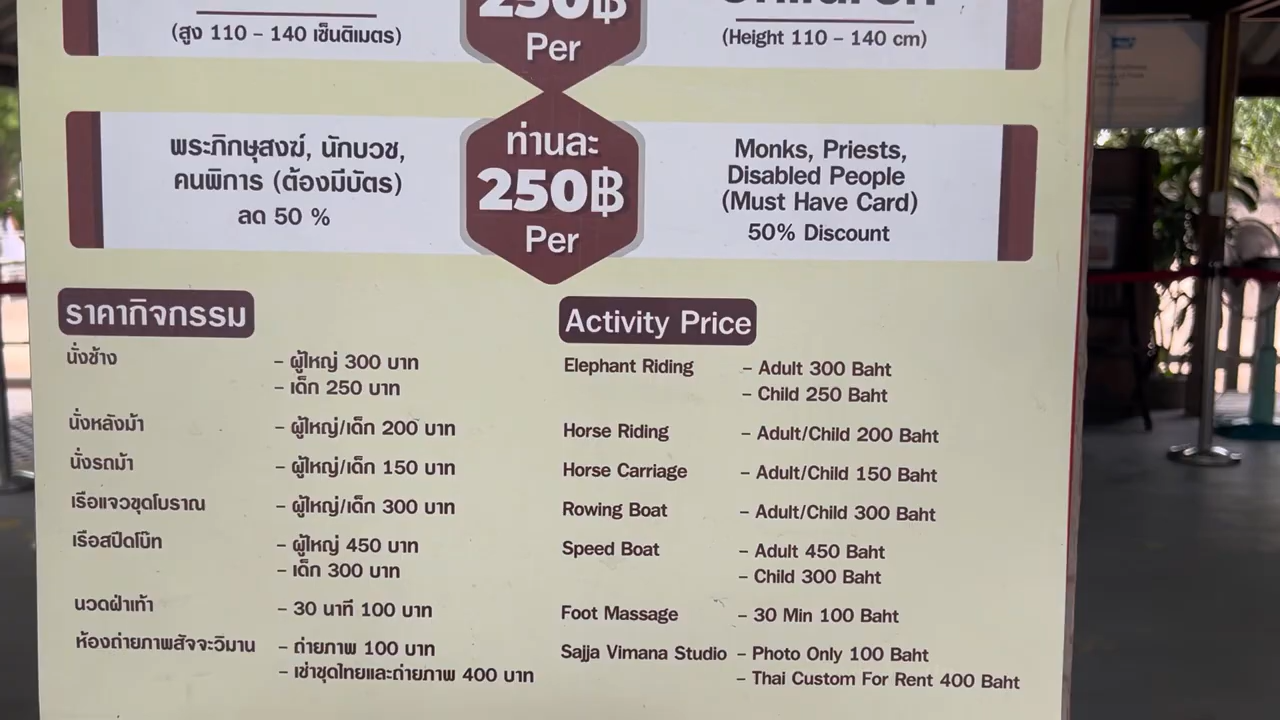 250฿
Children
(สูง 110 – 140 เซ็นติเมตร)
Per
(Height 110 – 140 cm)
พระภิกษุสงฆ์, นักบวช,
คนพิการ (ต้องมีบัตร)
ลด 50 %
ท่านละ
250฿
Per
Monks, Priests,
Disabled People
(Must Have Card)
50% Discount
ราคากิจกรรม
นั่งช้าง – ผู้ใหญ่ 300 บาท
– เด็ก 250 บาท
นั่งหลังม้า – ผู้ใหญ่/เด็ก 200 บาท
นั่งรถม้า – ผู้ใหญ่/เด็ก 150 บาท
เรือแจวขุดโบราณ – ผู้ใหญ่/เด็ก 300 บาท
เรือสปีดโบ๊ท – ผู้ใหญ่ 450 บาท
– เด็ก 300 บาท
นวดฝ่าเท้า – 30 นาที 100 บาท
ห้องถ่ายภาพสัจจะวิมาน – ถ่ายภาพ 100 บาท
– เช่าชุดไทยและถ่ายภาพ 400 บาท
Activity Price
Elephant Riding – Adult 300 Baht
– Child 250 Baht
Horse Riding – Adult/Child 200 Baht
Horse Carriage – Adult/Child 150 Baht
Rowing Boat – Adult/Child 300 Baht
Speed Boat – Adult 450 Baht
– Child 300 Baht
Foot Massage – 30 Min 100 Baht
Sajja Vimana Studio – Photo Only 100 Baht
– Thai Custom For Rent 400 Baht